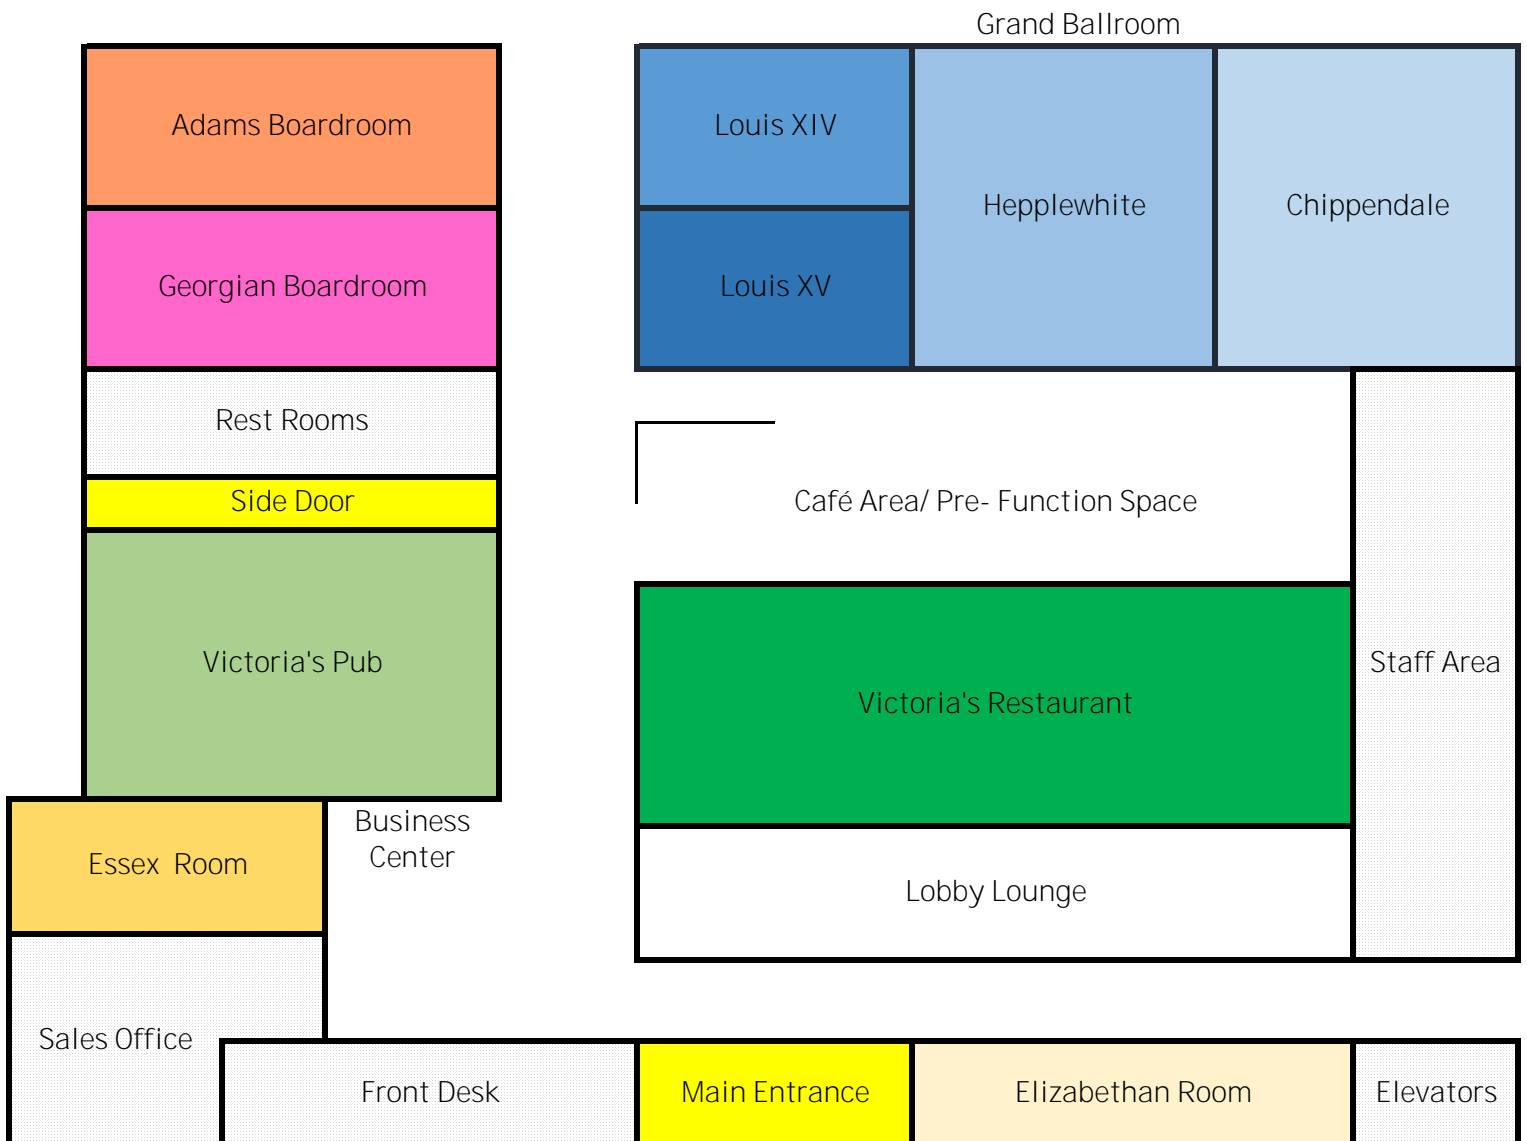 Grand Ballroom
Adams Boardroom
Louis XIV
Hepplewhite
Chippendale
Georgian Boardroom
Louis XV
Rest Rooms
Side Door
Café Area/ Pre- Function Space
Victoria's Pub
Staff Area
Victoria's Restaurant
Business
Center
Essex  Room
Lobby Lounge
Sales Office
Front Desk
Main Entrance
Elizabethan Room
Elevators